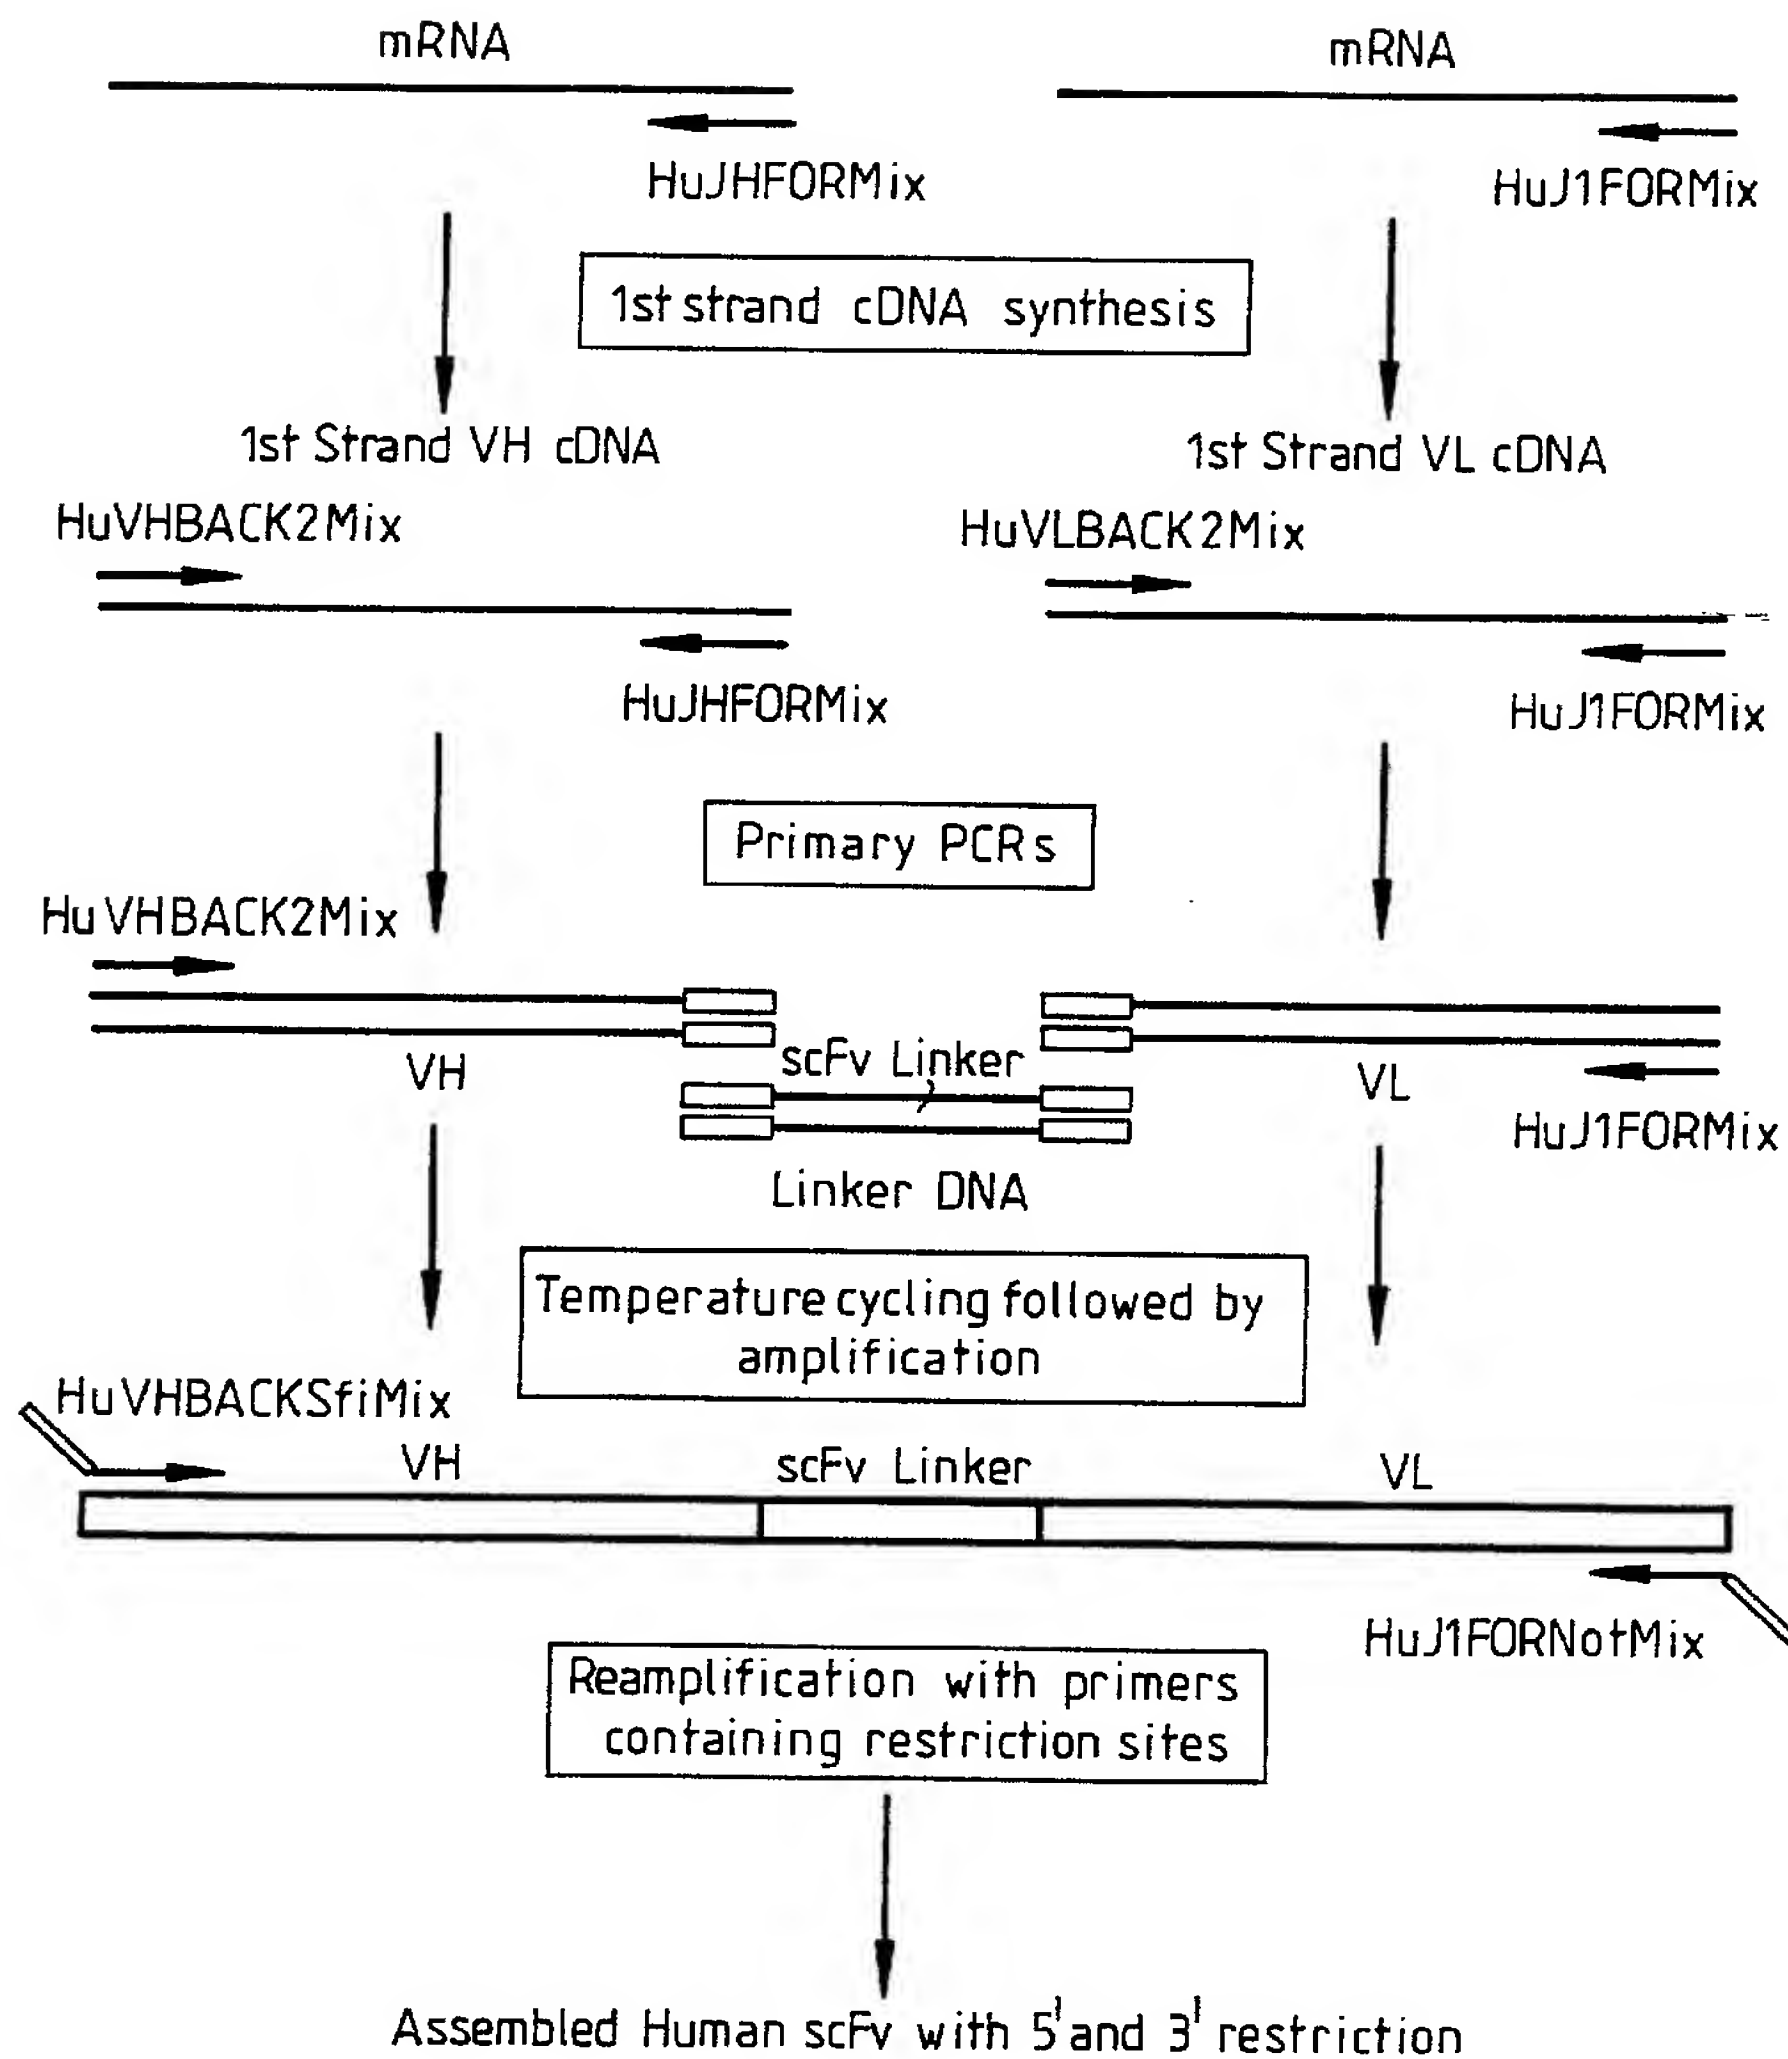 mRNA
mRNA
HuJHFORMix
HuJ1FORMix
1st strand cDNA synthesis
1st Strand VH cDNA
1st Strand VL cDNA
HuVHBACK2Mix
HuVLBACK2Mix
HuJHFORMix
HuJ1FORMix
Primary PCRs
HuVHBACK2Mix
scFv Linker
VH
VL
HuJ1FORMix
Linker DNA
Temperature cycling followed by
amplification
HuVHBACKSfiMix
VH
scFv Linker
VL
HuJ1FORNotMix
Reamplification with primers
containing restriction sites
Assembled Human scFv with 5' and 3' restriction